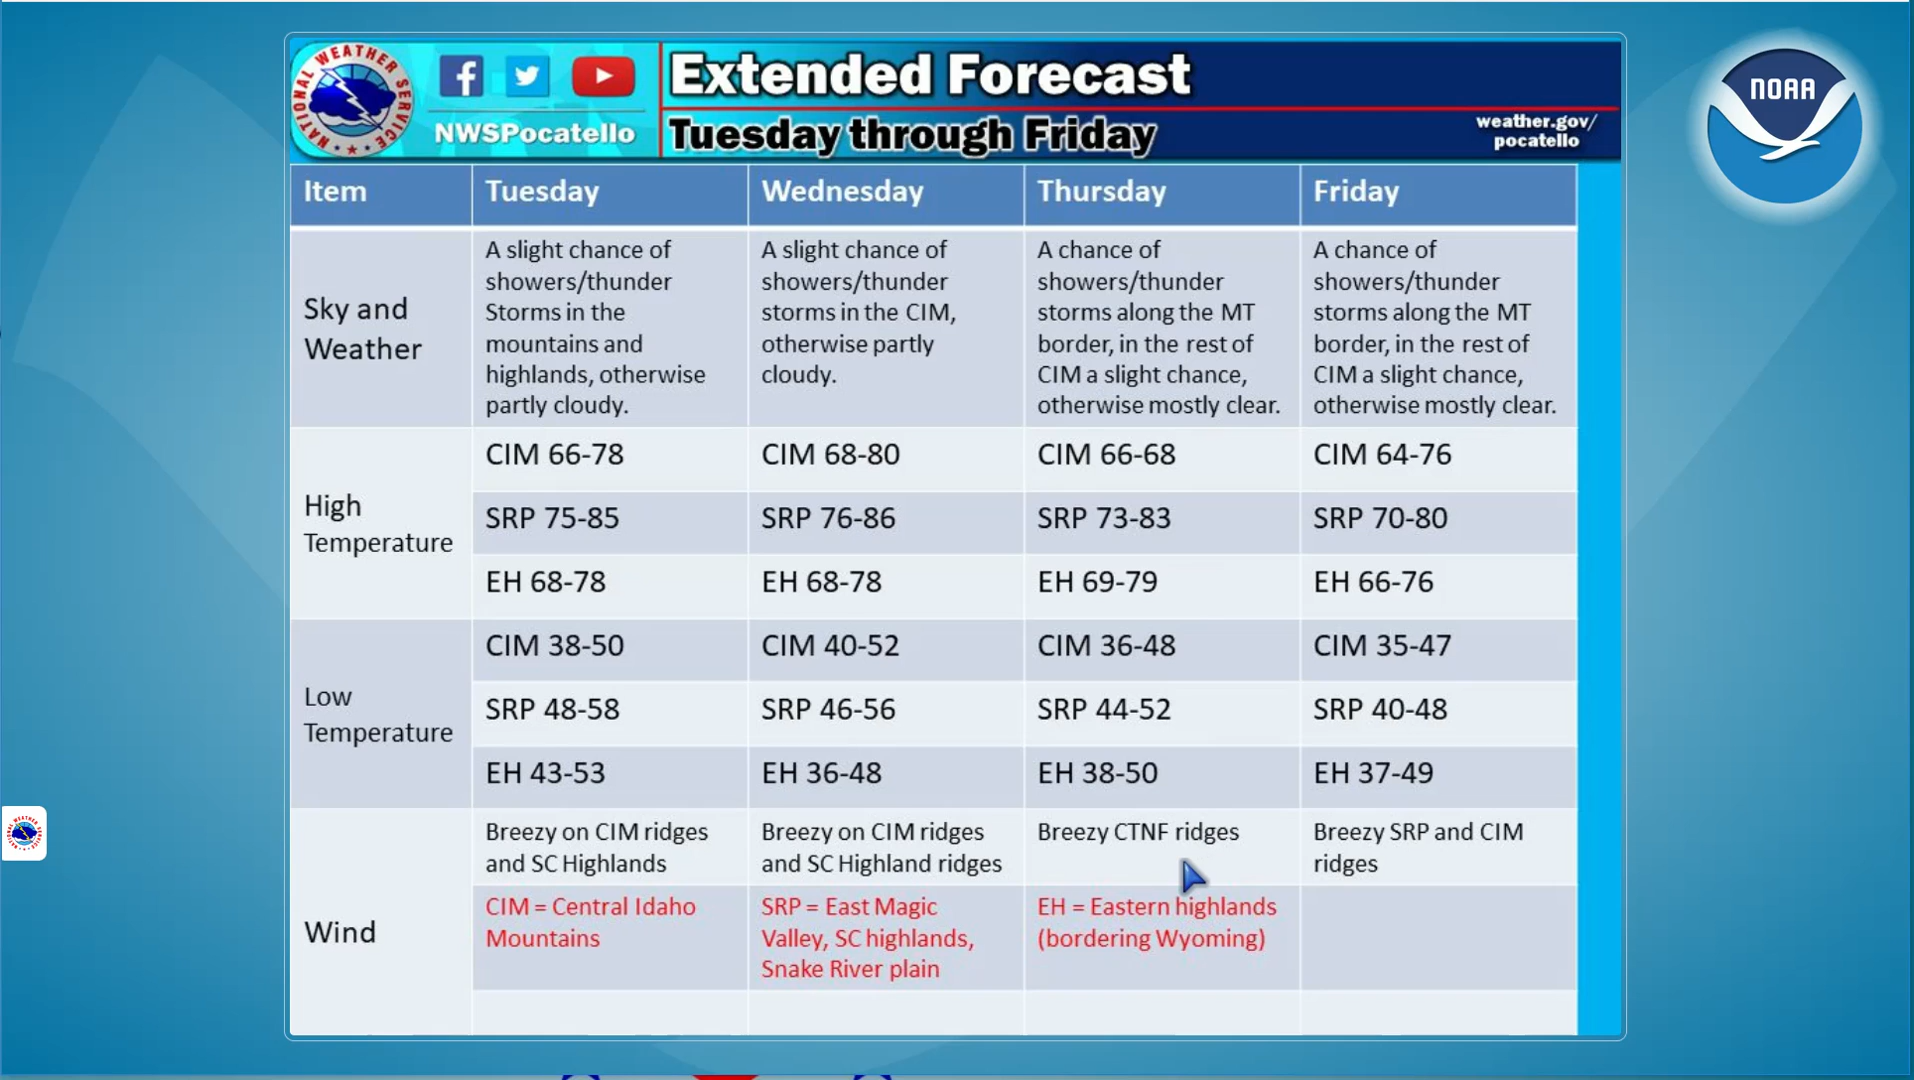 NATIONAL WEATHER SERVICE
NWSPocatello
Extended Forecast
Tuesday through Friday
weather.gov/
pocatello
NOAA
Item
Tuesday
Wednesday
Thursday
Friday
Sky and
Weather
A slight chance of
showers/thunder
Storms in the
mountains and
highlands, otherwise
partly cloudy.
A slight chance of
showers/thunder
storms in the CIM,
otherwise partly
cloudy.
A chance of
showers/thunder
storms along the MT
border, in the rest of
CIM a slight chance,
otherwise mostly clear.
A chance of
showers/thunder
storms along the MT
border, in the rest of
CIM a slight chance,
otherwise mostly clear.
High
Temperature
CIM 66-78
CIM 68-80
CIM 66-68
CIM 64-76
SRP 75-85
SRP 76-86
SRP 73-83
SRP 70-80
EH 68-78
EH 68-78
EH 69-79
EH 66-76
Low
Temperature
CIM 38-50
CIM 40-52
CIM 36-48
CIM 35-47
SRP 48-58
SRP 46-56
SRP 44-52
SRP 40-48
EH 43-53
EH 36-48
EH 38-50
EH 37-49
Wind
Breezy on CIM ridges
and SC Highlands
Breezy on CIM ridges
and SC Highland ridges
Breezy CTNF ridges
Breezy SRP and CIM
ridges
CIM = Central Idaho
Mountains
SRP = East Magic
Valley, SC highlands,
Snake River plain
EH = Eastern highlands
(bordering Wyoming)